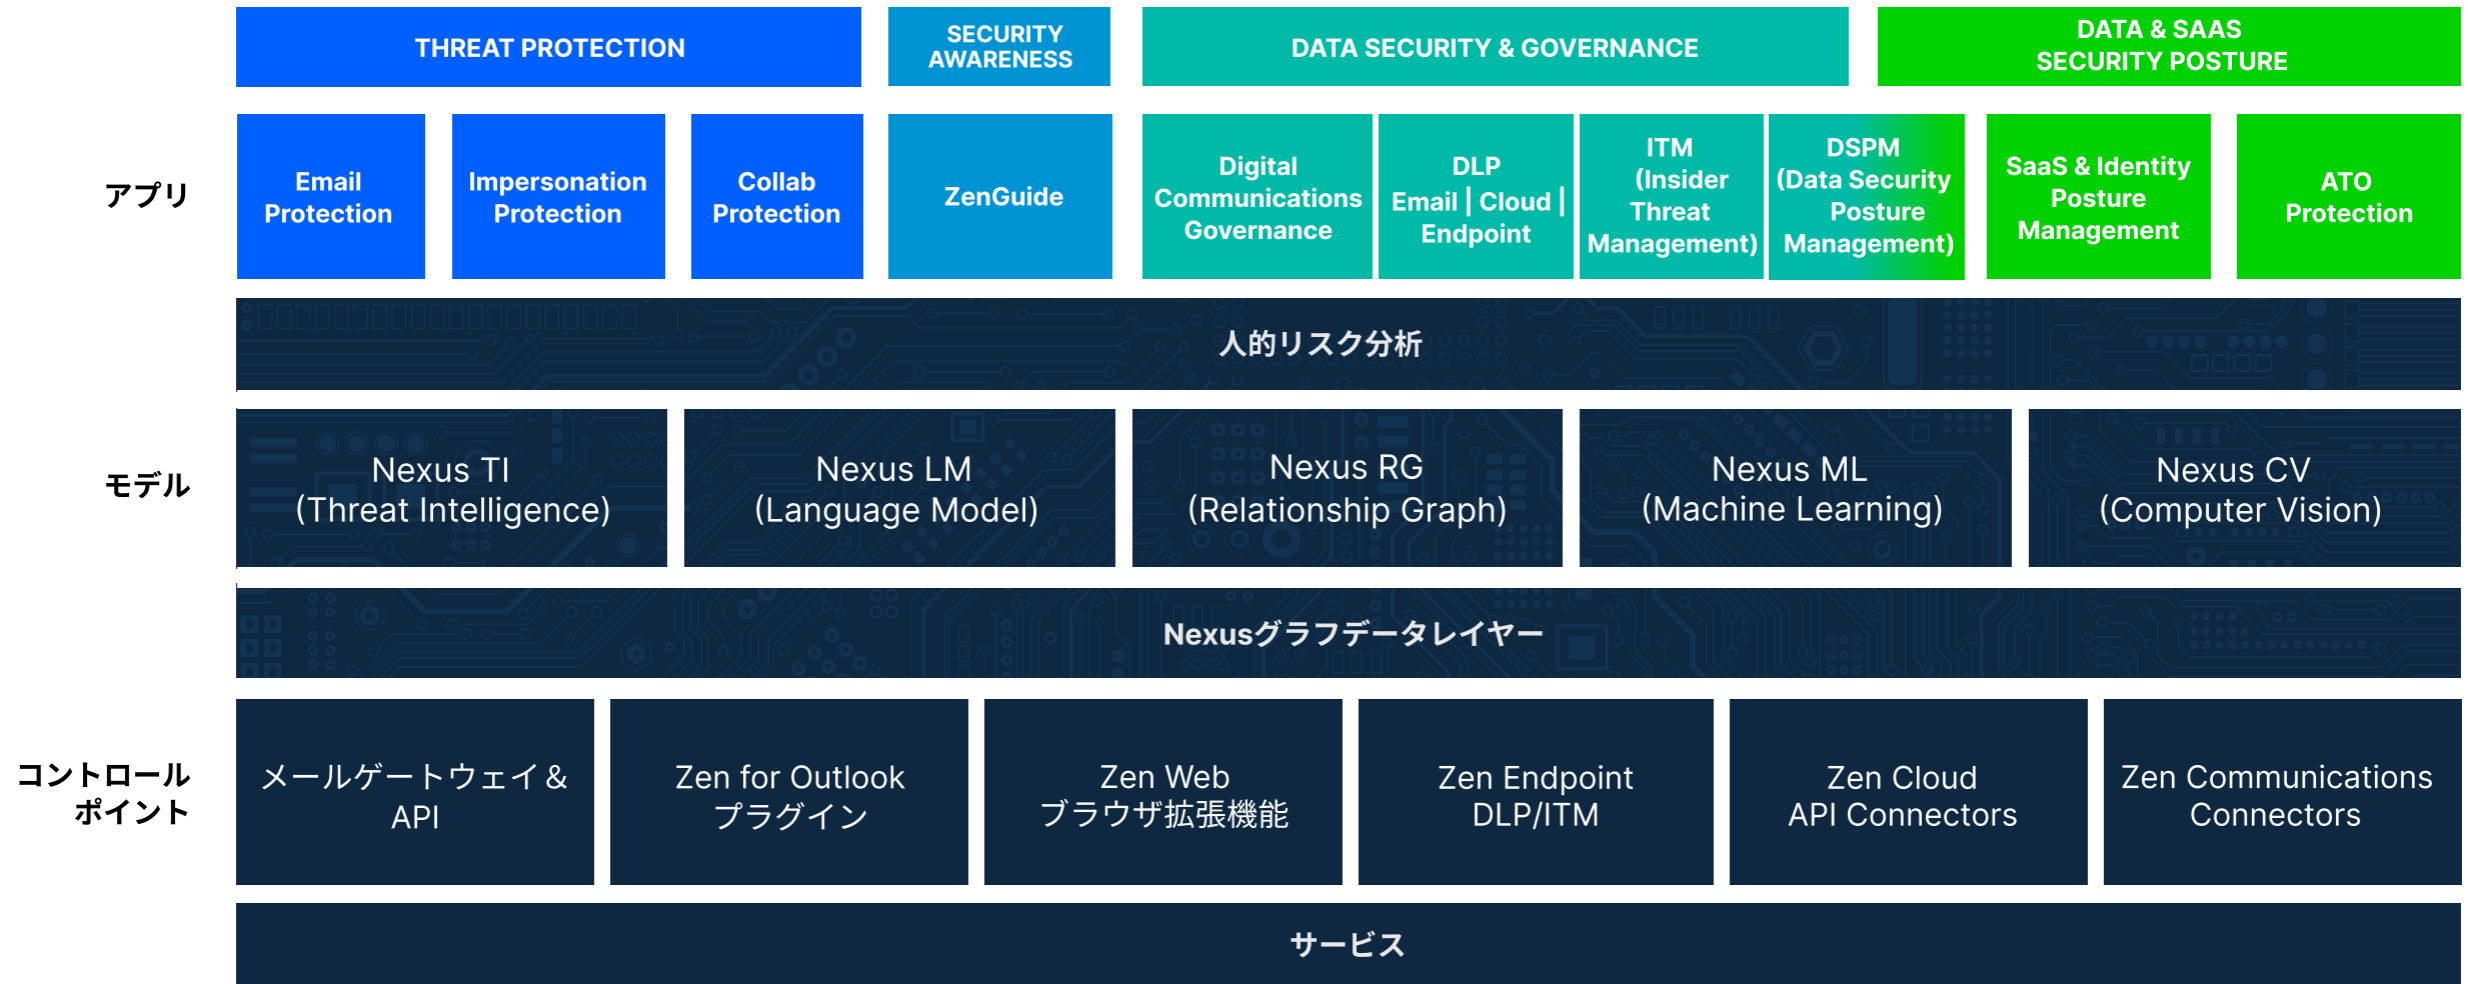 THREAT PROTECTION
SECURITY
AWARENESS
DATA SECURITY & GOVERNANCE
DATA & SAAS
SECURITY POSTURE
アプリ
Email
Protection
Impersonation
Protection
Collab
Protection
ZenGuide
Digital
Communications
Governance
DLP
Email | Cloud |
Endpoint
ITM
(Insider
Threat
Management)
DSPM
(Data Security
Posture
Management)
SaaS & Identity
Posture
Management
ATO
Protection
人的リスク分析
モデル
Nexus TI
(Threat Intelligence)
Nexus LM
(Language Model)
Nexus RG
(Relationship Graph)
Nexus ML
(Machine Learning)
Nexus CV
(Computer Vision)
Nexusグラフデータレイヤー
コントロール
ポイント
メールゲートウェイ＆
API
Zen for Outlook
プラグイン
Zen Web
ブラウザ拡張機能
Zen Endpoint
DLP/ITM
Zen Cloud
API Connectors
Zen Communications
Connectors
サービス